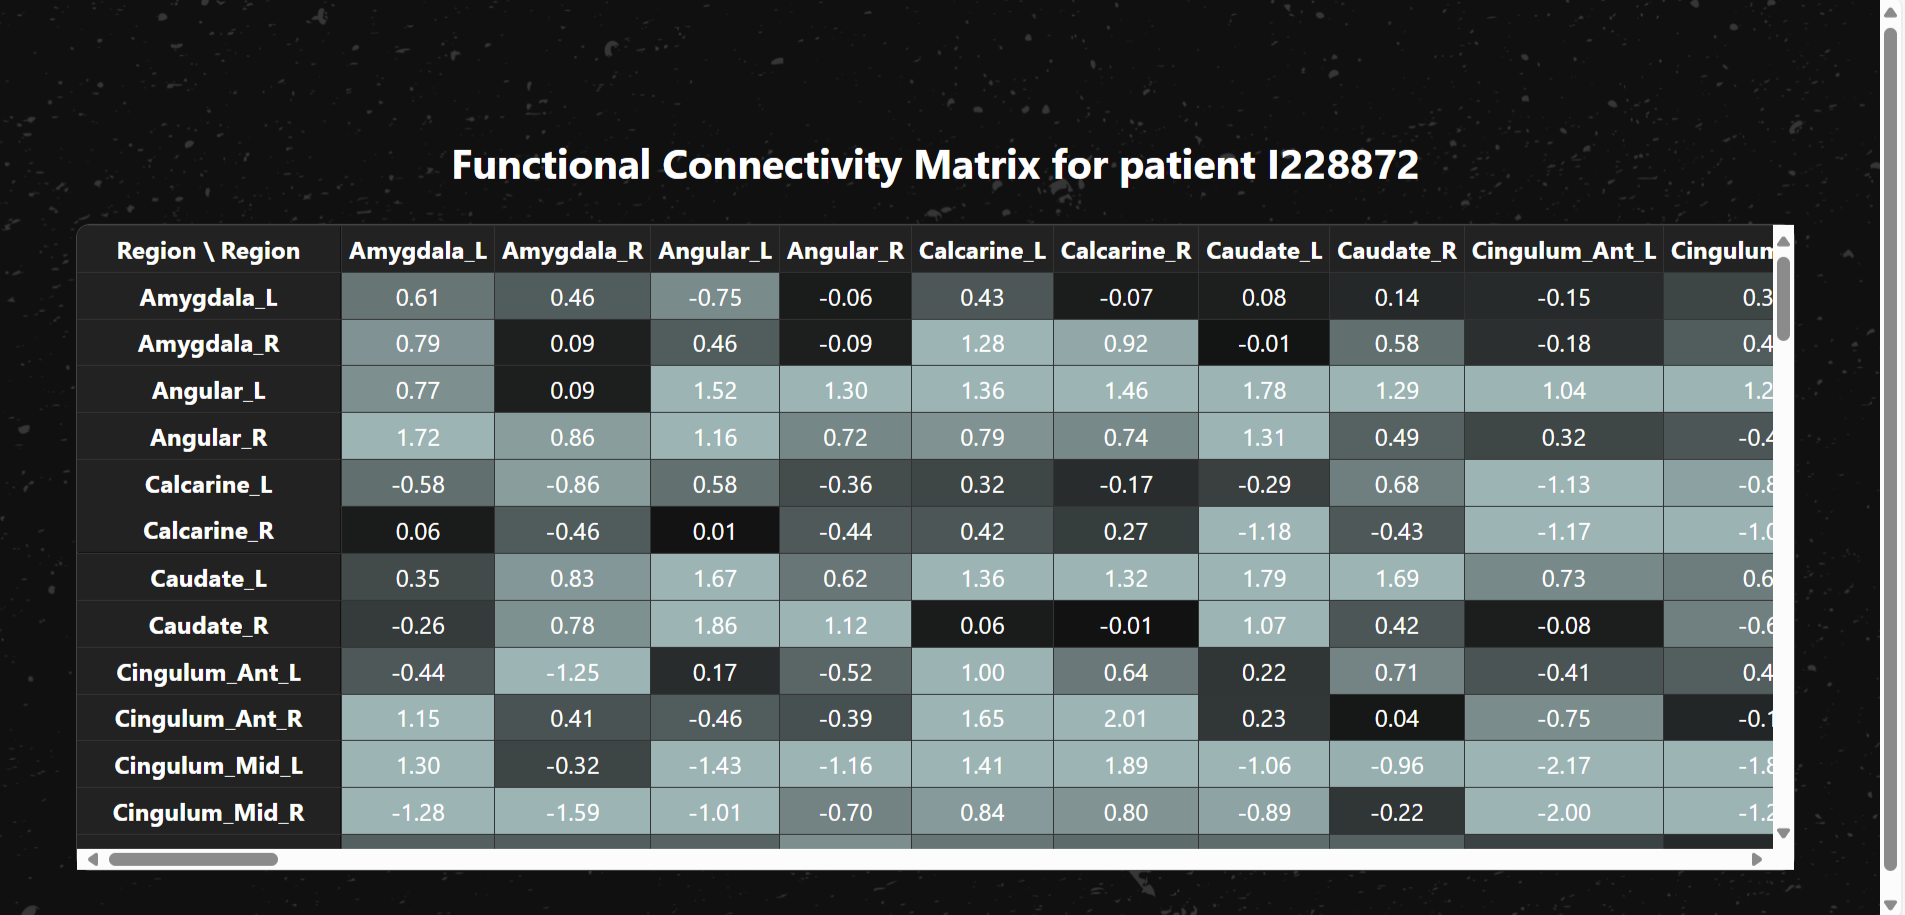 Functional Connectivity Matrix for patient I228872
Region \ Region Amygdala_L Amygdala_R Angular_L Angular_R Calcarine_L Calcarine_R Caudate_L Caudate_R Cingulum_Ant_L Cingulum
Amygdala_L 0.61 0.46 -0.75 -0.06 0.43 -0.07 0.08 0.14 -0.15 0.3
Amygdala_R 0.79 0.09 0.46 -0.09 1.28 0.92 -0.01 0.58 -0.18 0.4
Angular_L 0.77 0.09 1.52 1.30 1.36 1.46 1.78 1.29 1.04 1.2
Angular_R 1.72 0.86 1.16 0.72 0.79 0.74 1.31 0.49 0.32 -0.4
Calcarine_L -0.58 -0.86 0.58 -0.36 0.32 -0.17 -0.29 0.68 -1.13 -0.8
Calcarine_R 0.06 -0.46 0.01 -0.44 0.42 0.27 -1.18 -0.43 -1.17 -1.0
Caudate_L 0.35 0.83 1.67 0.62 1.36 1.32 1.79 1.69 0.73 0.6
Caudate_R -0.26 0.78 1.86 1.12 0.06 -0.01 1.07 0.42 -0.08 -0.6
Cingulum_Ant_L -0.44 -1.25 0.17 -0.52 1.00 0.64 0.22 0.71 -0.41 0.4
Cingulum_Ant_R 1.15 0.41 -0.46 -0.39 1.65 2.01 0.23 0.04 -0.75 -0.1
Cingulum_Mid_L 1.30 -0.32 -1.43 -1.16 1.41 1.89 -1.06 -0.96 -2.17 -1.8
Cingulum_Mid_R -1.28 -1.59 -1.01 -0.70 0.84 0.80 -0.89 -0.22 -2.00 -1.2